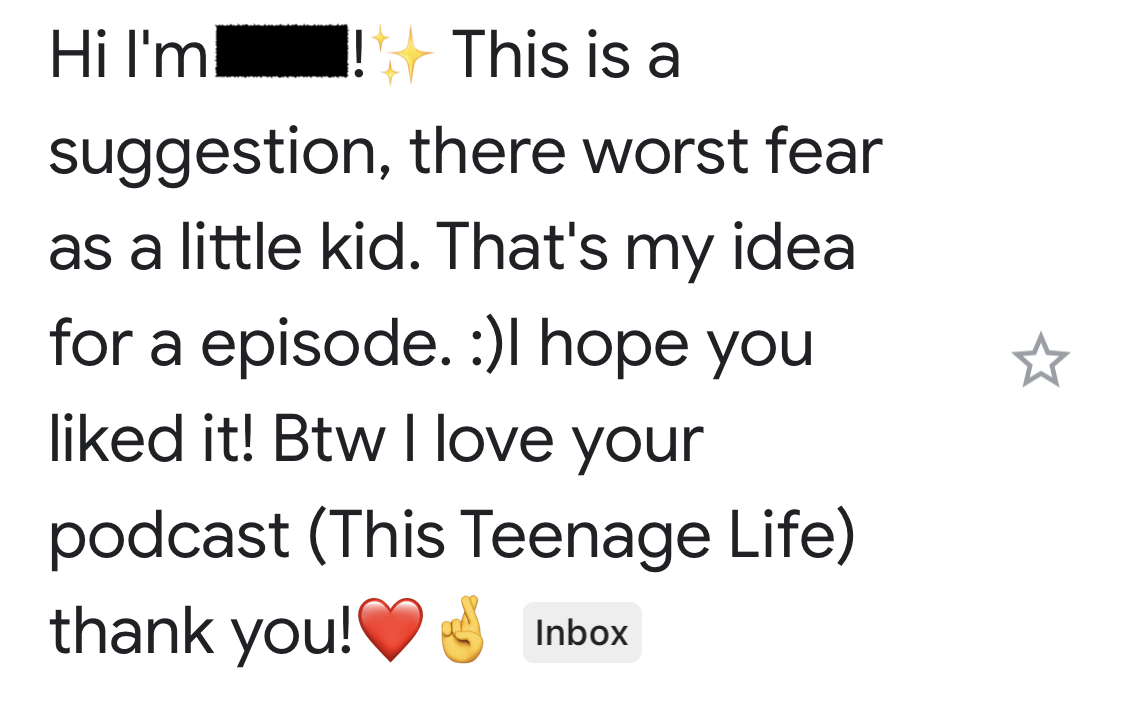 Hi I'm !✨ This is a
suggestion, there worst fear
as a little kid. That's my idea
for a episode. :)I hope you
liked it! Btw I love your
podcast (This Teenage Life)
thank you!❤️🤞 Inbox